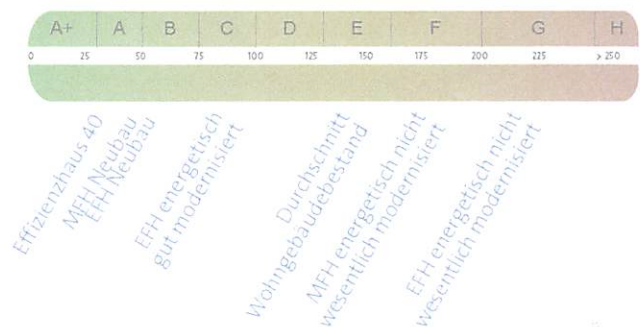 A+ A B C D E F G H
0 25 50 75 100 125 150 175 200 225 > 250
Effizienzhaus 40
MFH Neubau
EFH Neubau
EFH energetisch
gut modernisiert
Durchschnitt
Wohngebäudebestand
MFH energetisch nicht
wesentlich modernisiert
EFH energetisch nicht
wesentlich modernisiert